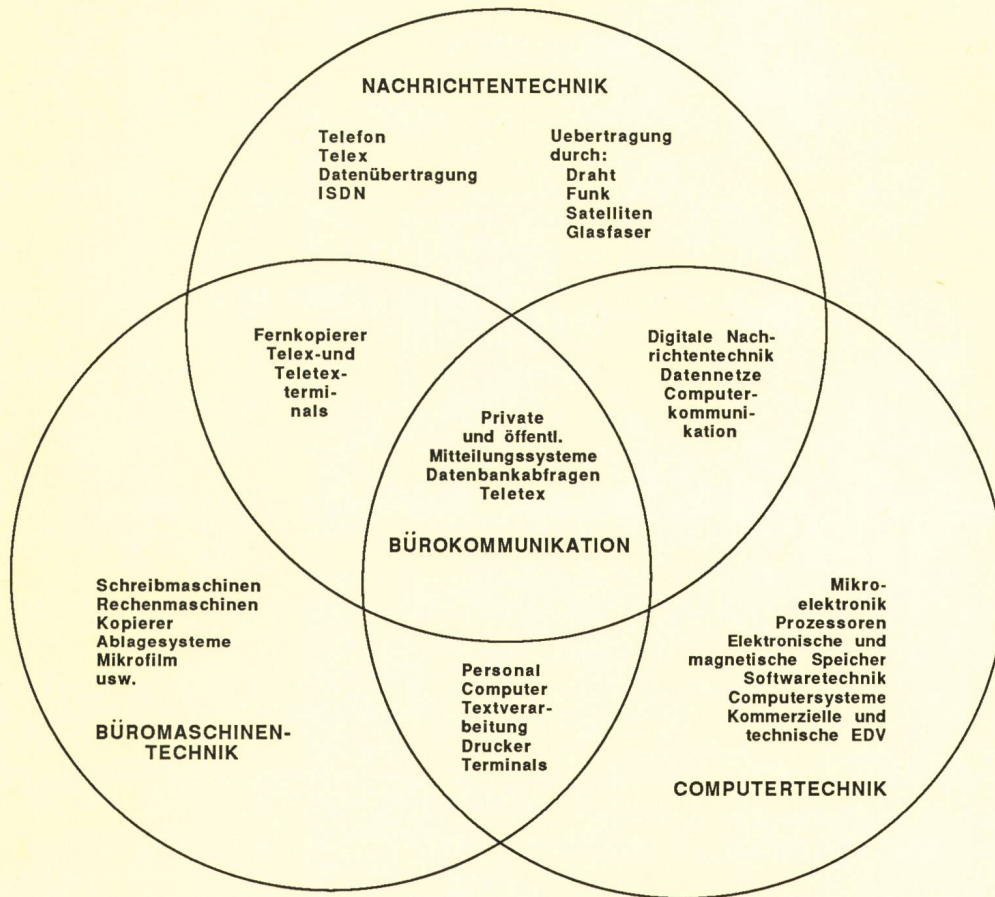 NACHRICHTENTECHNIK
Telefon
Telex
Datenübertragung
ISDN
Uebertragung
durch:
Draht
Funk
Satelliten
Glasfaser
Fernkopierer
Telex-und
Teletex-
termi-
nals
Digitale Nach-
richtentechnik
Datennetze
Computer-
kommuni-
kation
Private
und öffentl.
Mitteilungssysteme
Datenbankabfragen
Teletex
BÜROKOMMUNIKATION
Schreibmaschinen
Rechenmaschinen
Kopierer
Ablagesysteme
Mikrofilm
usw.
BÜROMASCHINEN-
TECHNIK
Personal
Computer
Textverar-
beitung
Drucker
Terminals
Mikro-
elektronik
Prozessoren
Elektronische und
magnetische Speicher
Softwaretechnik
Computersysteme
Kommerzielle und
technische EDV
COMPUTERTECHNIK